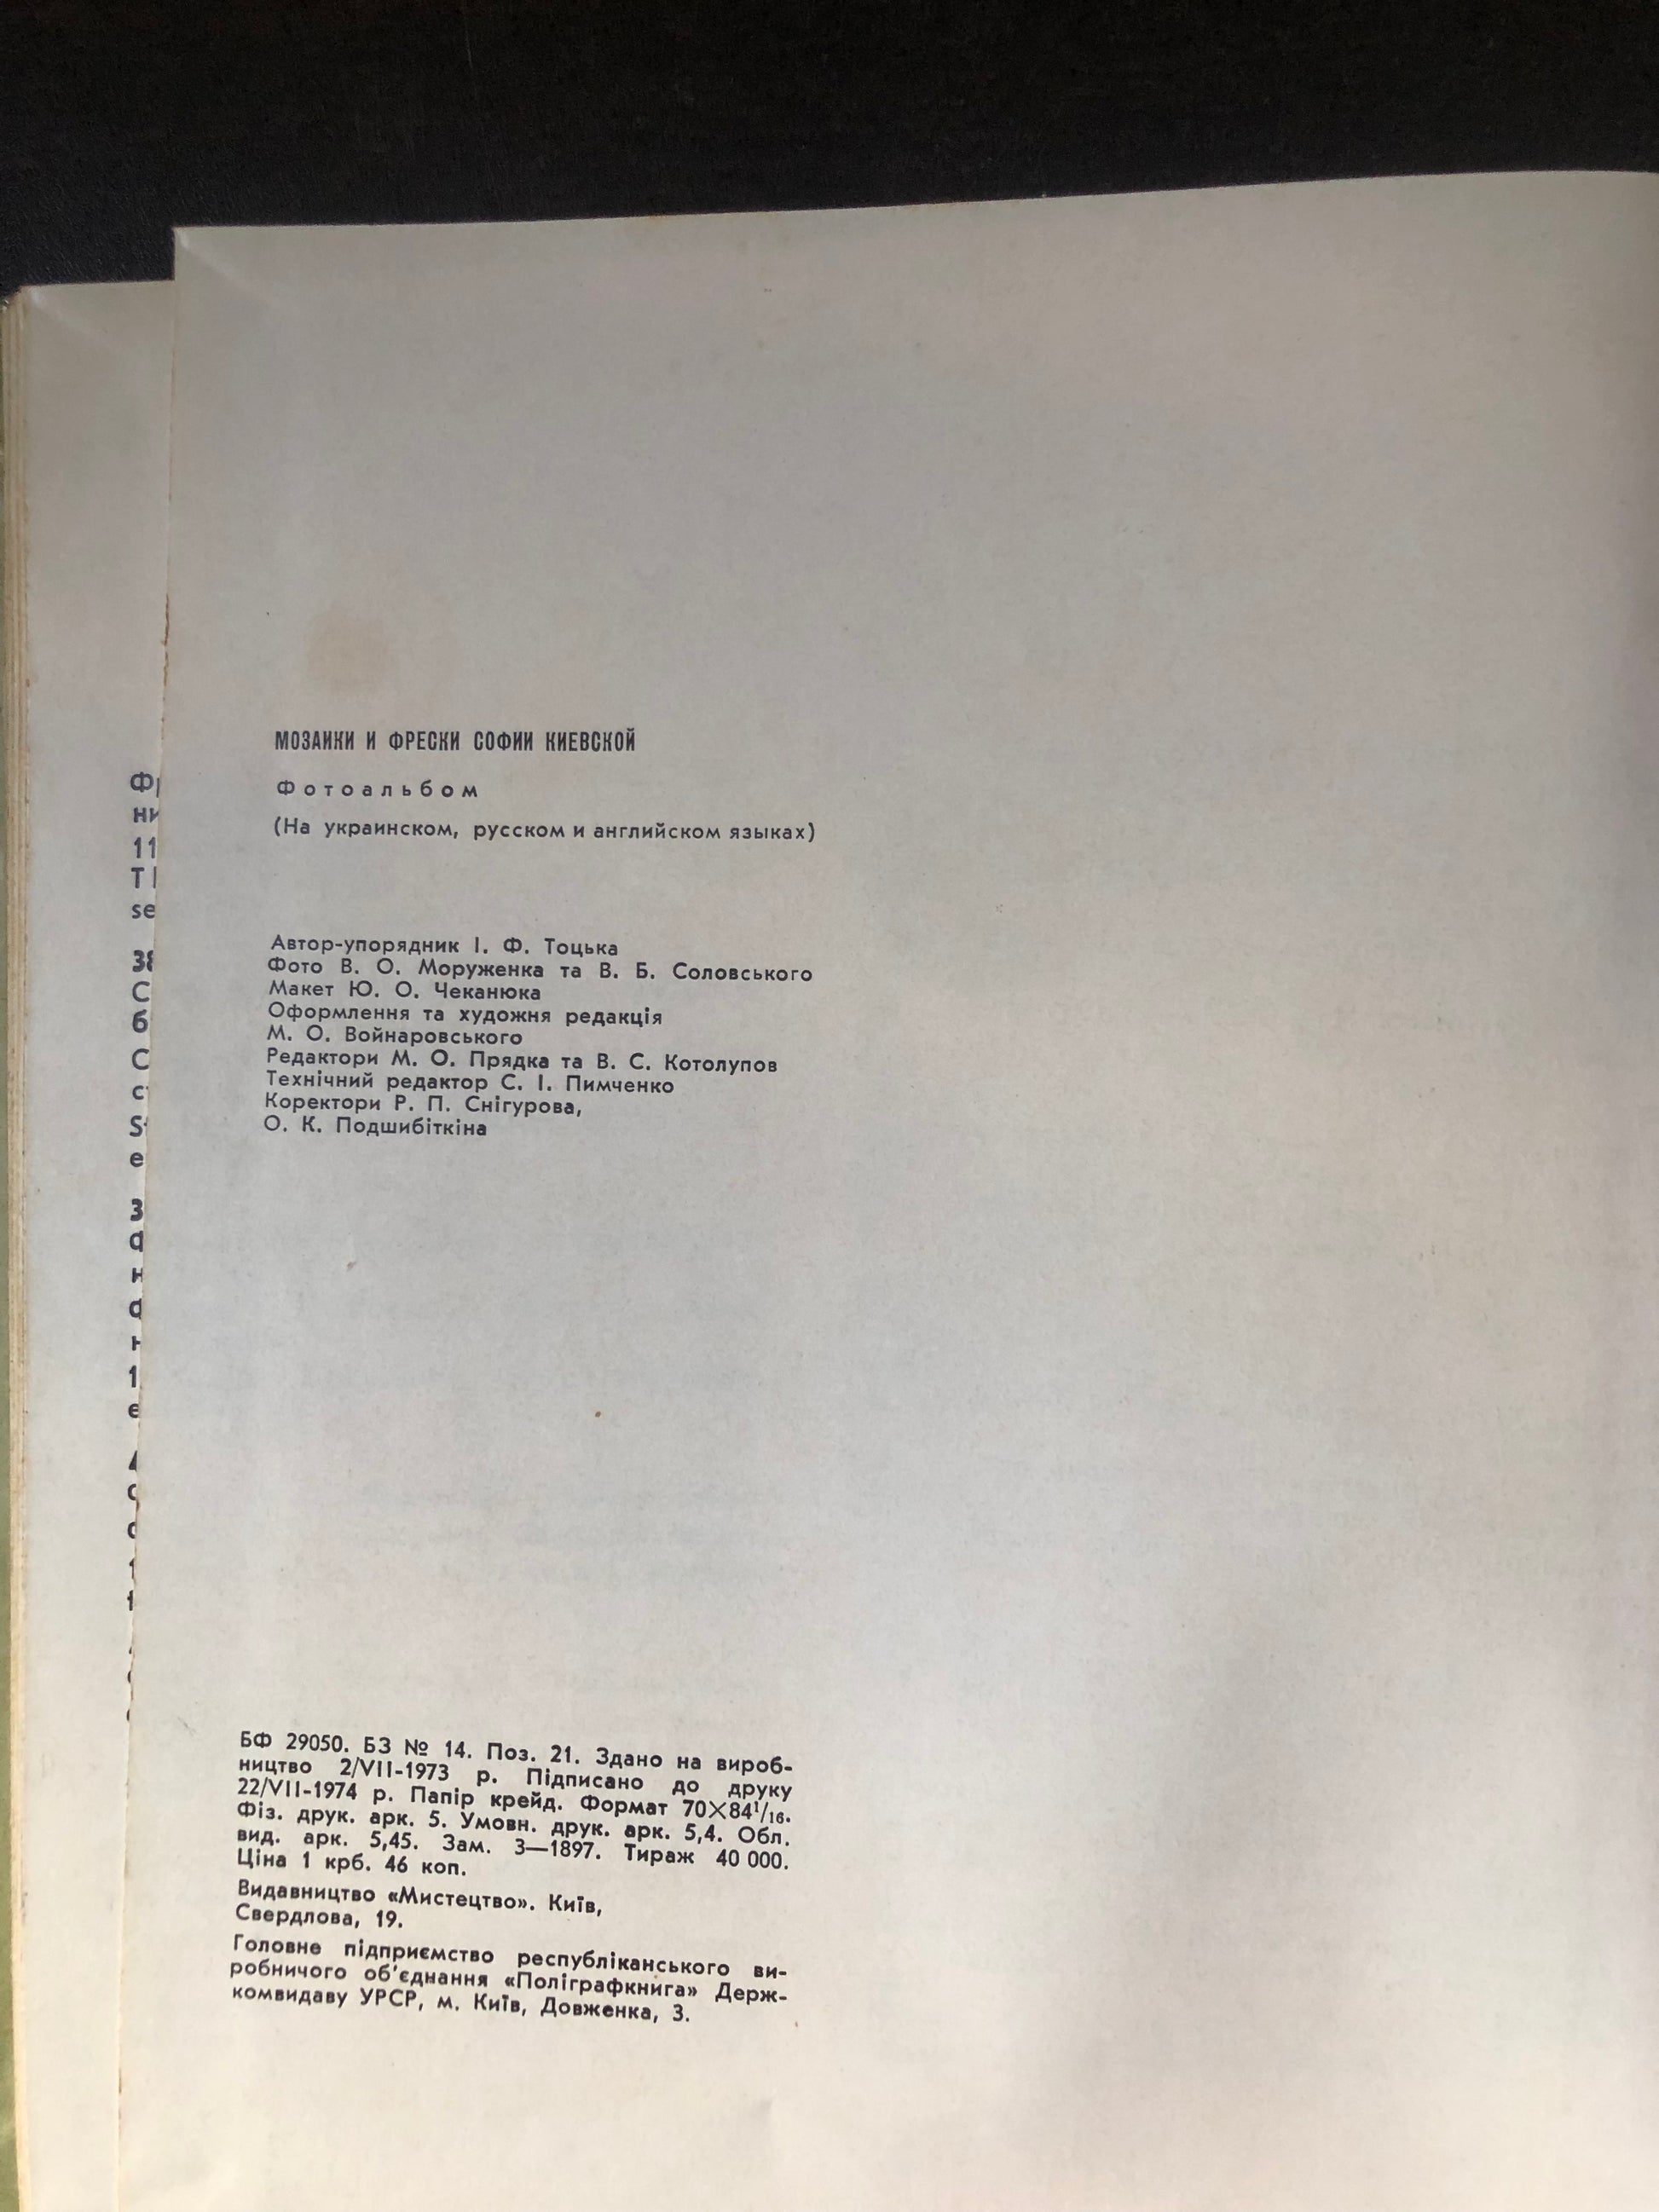 МОЗАИКИ И ФРЕСКИ СОФИИ КИЕВСКОЙ
Фотоальбом
(На украинском, русском и английском языках)
Автор-упорядник І. Ф. Тоцька
Фото В. О. Моруженка та В. Б. Соловського
Макет Ю. О. Чеканюка
Оформлення та художня редакція
М. О. Войнаровського
Редактори М. О. Прядка та В. С. Котолупов
Технічний редактор С. І. Пимченко
Коректори Р. П. Снігурова,
О. К. Подшибіткіна
БФ 29050. БЗ № 14. Поз. 21. Здано на вироб-
ництво 2/VII-1973 р. Підписано до друку
22/VII-1974 р. Папір крейд. Формат 70×84¹/₁₆.
Фіз. друк. арк. 5. Умовн. друк. арк. 5,4. Обл.
вид. арк. 5,45. Зам. 3—1897. Тираж 40 000.
Ціна 1 крб. 46 коп.
Видавництво «Мистецтво». Київ,
Свердлова, 19.
Головне підприємство республіканського ви-
робничого об'єднання «Поліграфкнига» Держ-
комвидаву УРСР, м. Київ, Довженка, 3.